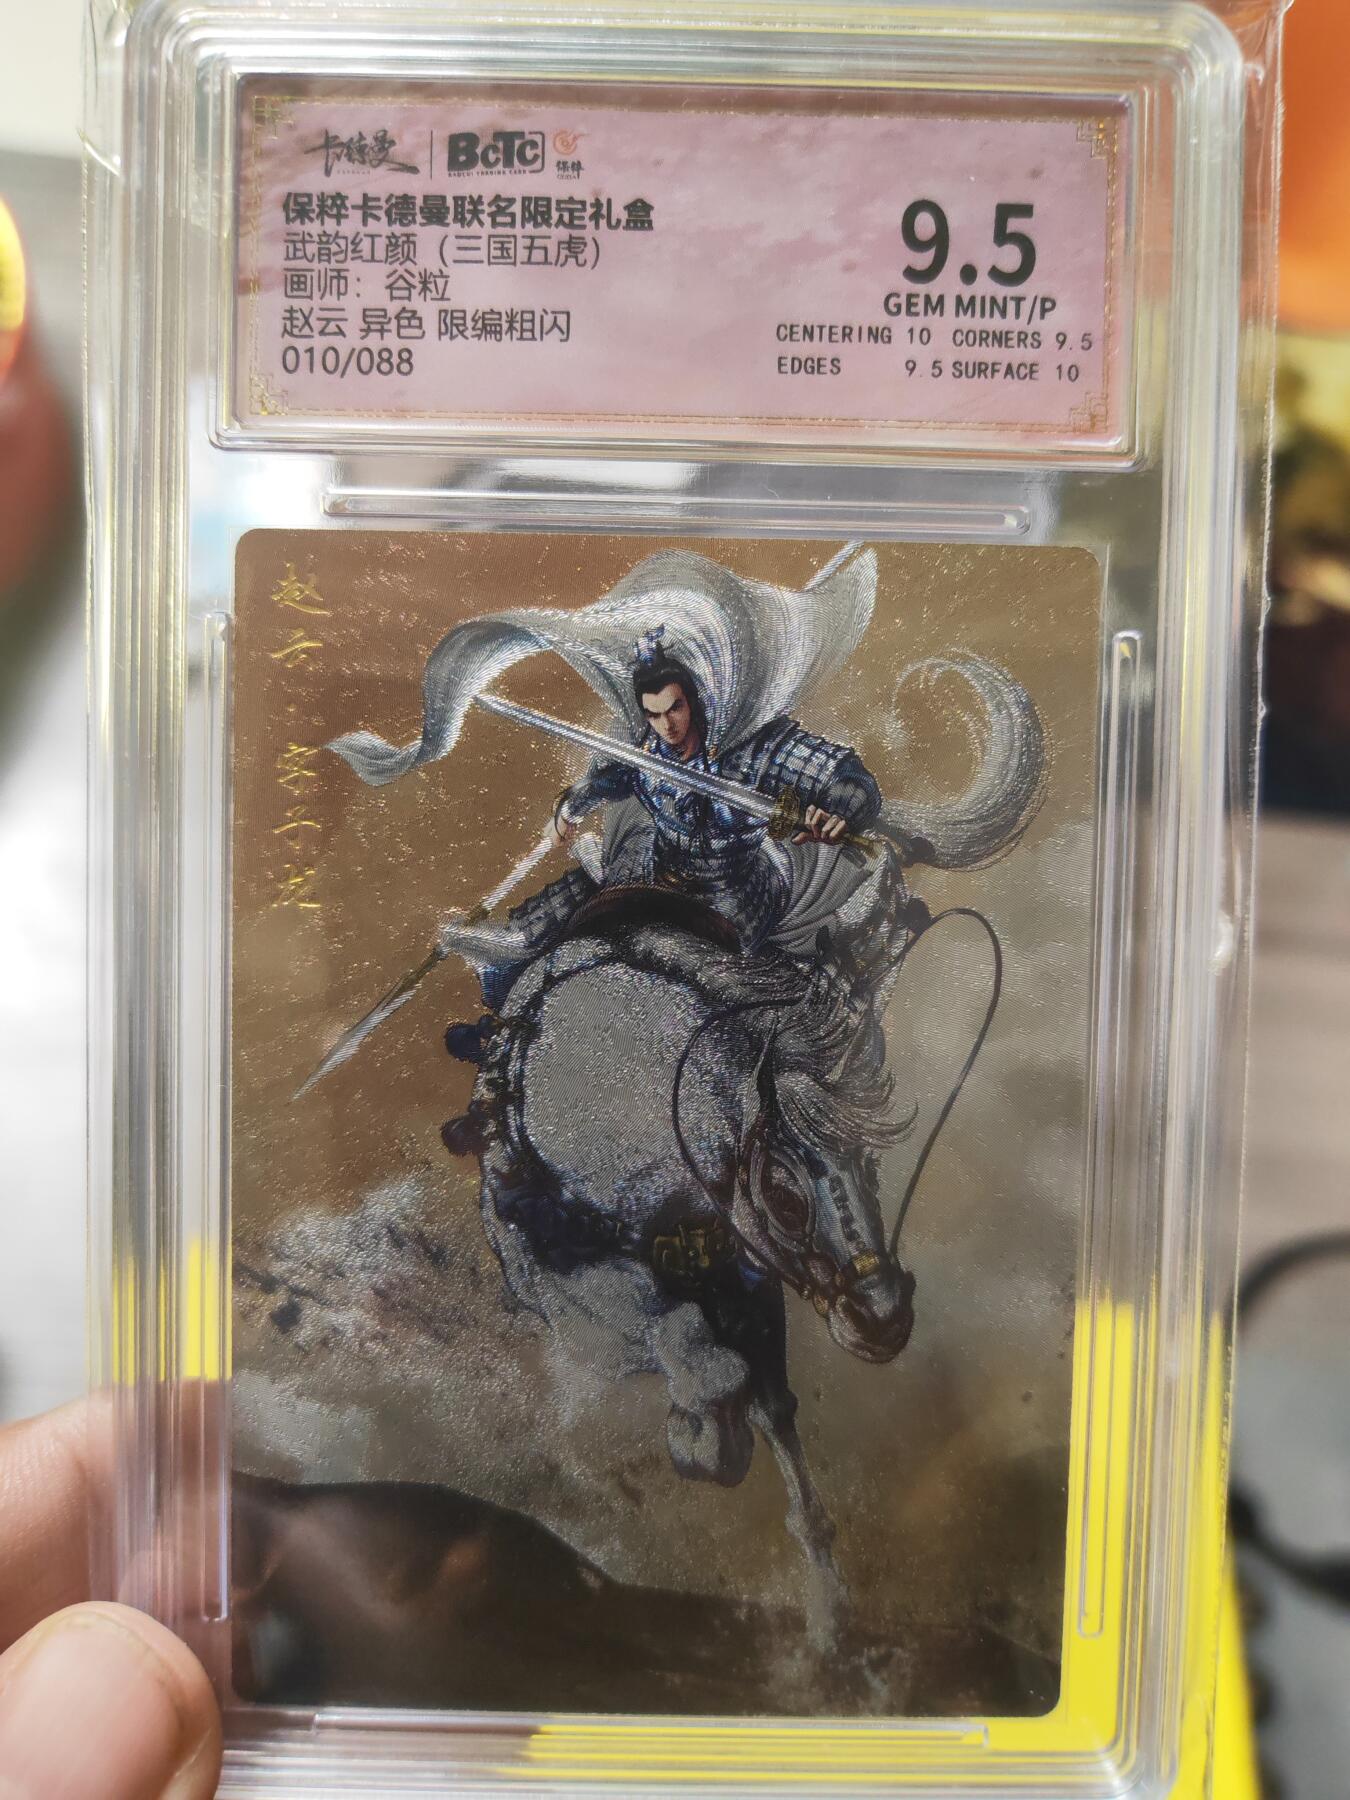 卡德曼 BCTC 保粹
保粹卡德曼联名限定礼盒
武韵红颜（三国五虎）
画师：谷粒
赵云 异色 限编粗闪
010/088
9.5
GEM MINT/P
CENTERING 10 CORNERS 9.5
EDGES 9.5 SURFACE 10
赵云 字子龙